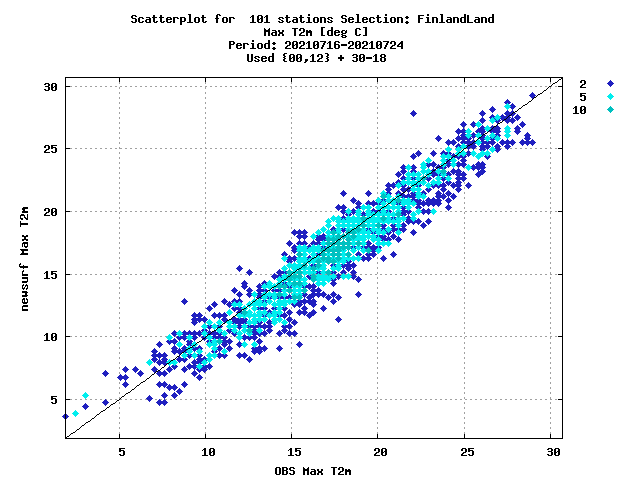 Scatterplot for  101 stations Selection: FinlandLand
Max T2m [deg C]
Period: 20210716-20210724
Used {00,12} + 30-18
2
5
10
30
25
20
15
10
5
newsurf Max T2m
5 10 15 20 25 30
OBS Max T2m